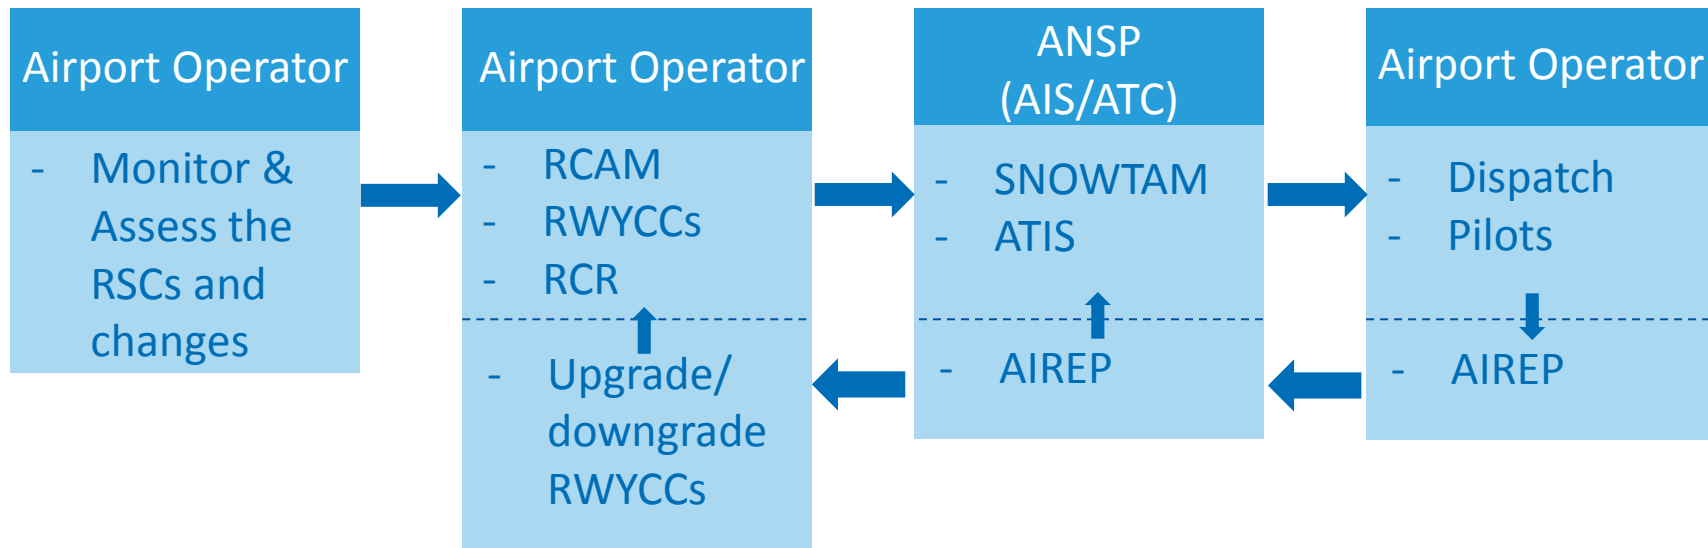 Airport Operator
- Monitor &
Assess the
RSCs and
changes
Airport Operator
- RCAM
- RWYCCs
- RCR
- Upgrade/
downgrade
RWYCCs
ANSP
(AIS/ATC)
- SNOWTAM
- ATIS
- AIREP
Airport Operator
- Dispatch
- Pilots
- AIREP